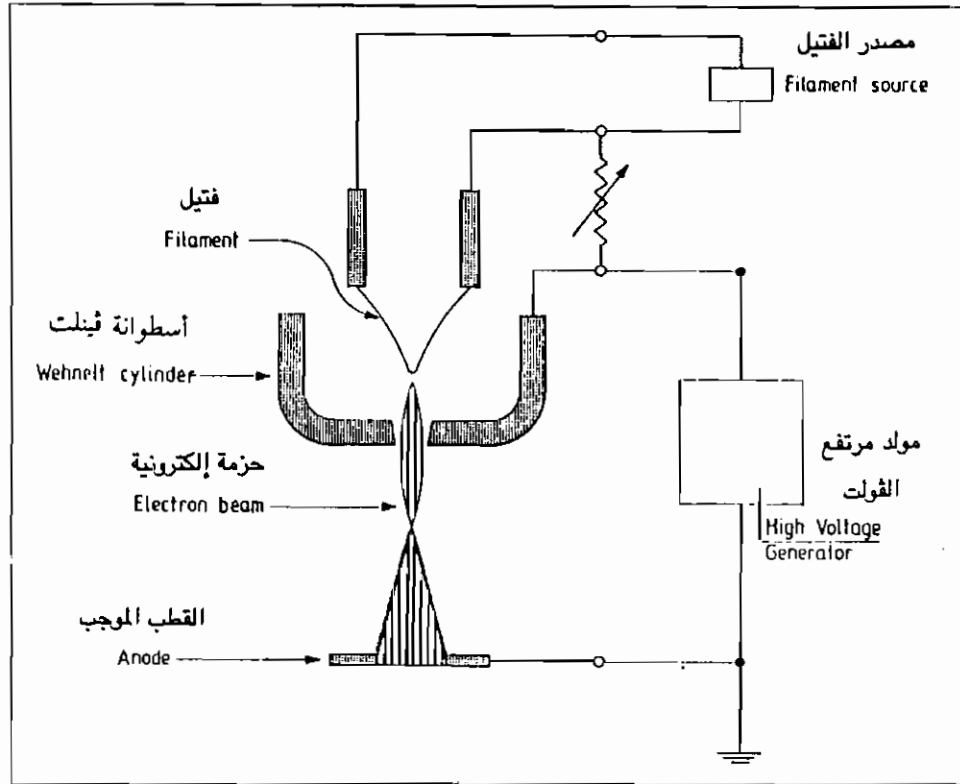 مصدر الفتيل
Filament source
فتيل
Filament
أسطوانة ڤينلت
Wehnelt cylinder
حزمة إلكترونية
Electron beam
مولد مرتفع
الڤولت
High Voltage
Generator
القطب الموجب
Anode